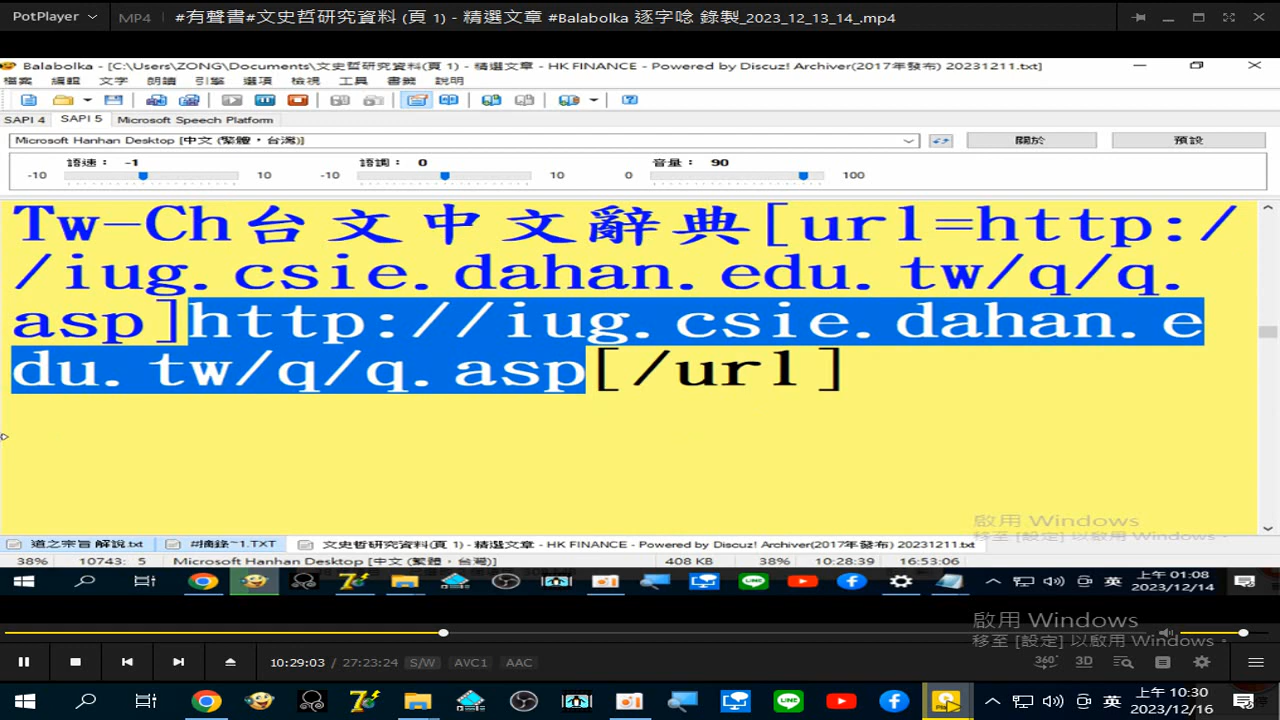 PotPlayer MP4 #有聲書#文史哲研究資料 (頁 1) - 精選文章 #Balabolka 逐字唸 錄製_2023_12_13_14_.mp4
Balabolka - [C:\Users\ZONG\Documents\文史哲研究資料(頁 1) - 精選文章 - HK FINANCE - Powered by Discuz! Archiver(2017年發布) 20231211.txt]
檔案 編輯 文字 朗讀 引擎 選項 檢視 工具 書籤 說明
SAPI 4 SAPI 5 Microsoft Speech Platform
Microsoft Hanhan Desktop [中文 (繁體，台灣)] 關於 預設
語速： -1 語調： 0 音量： 90
-10 10 -10 10 0 100
Tw-Ch台文中文辭典[url=http:/
/iug.csie.dahan.edu.tw/q/q.
asp]http://iug.csie.dahan.e
du.tw/q/q.asp[/url]
啟用 Windows
移至 [設定] 以啟用 Windows。
道之宗旨 解說.txt #摘錄~1.TXT 文史哲研究資料(頁 1) - 精選文章 - HK FINANCE - Powered by Discuz! Archiver(2017年發布) 20231211.txt
38% 10743: 5 Microsoft Hanhan Desktop [中文 (繁體，台灣)] 408 KB 38% 10:28:39 16:53:06
英 上午 01:08
2023/12/14
啟用 Windows
移至 [設定] 以啟用 Windows。
10:29:03 / 27:23:24 S/W AVC1 AAC 360° 3D
英 上午 10:30
2023/12/16